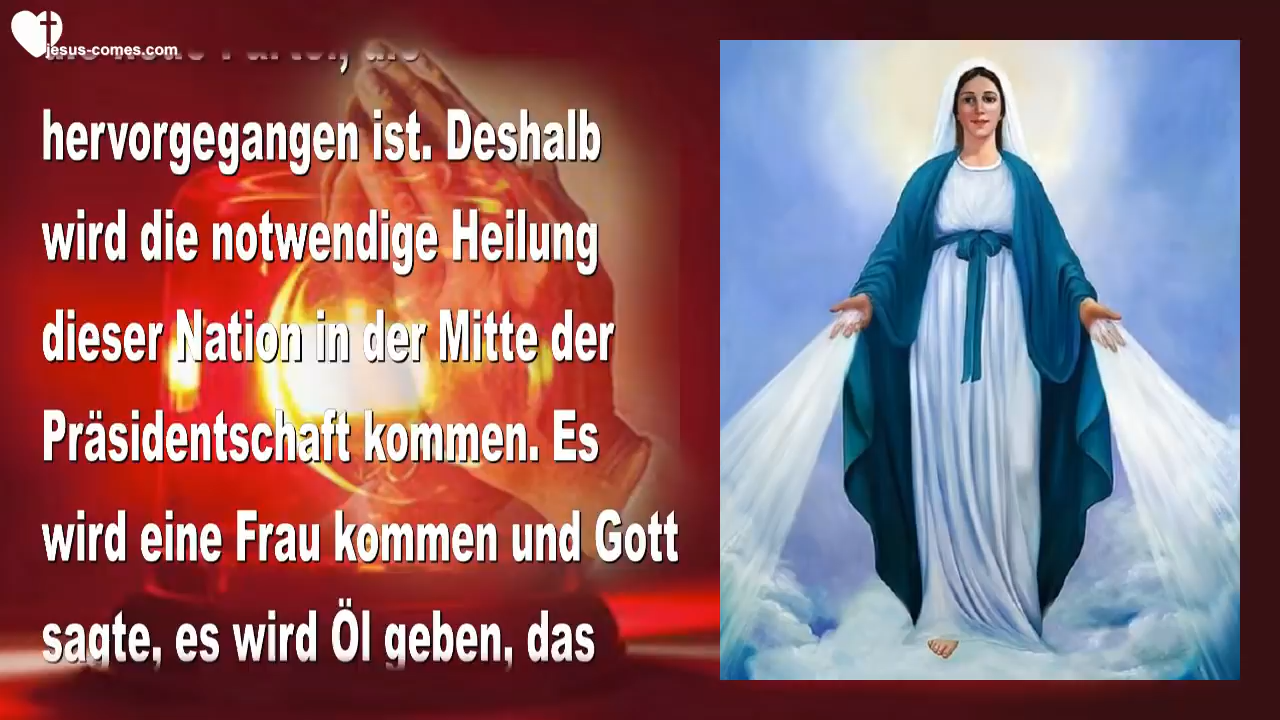 jesus-comes.com
hervorgegangen ist. Deshalb
wird die notwendige Heilung
dieser Nation in der Mitte der
Präsidentschaft kommen. Es
wird eine Frau kommen und Gott
sagte, es wird Öl geben, das